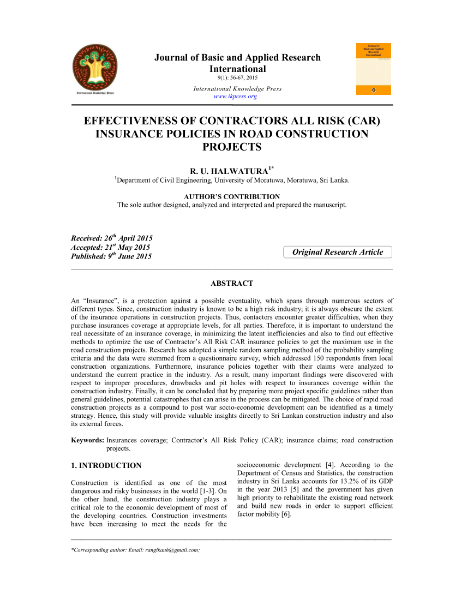 Journal of Basic and Applied Research
International
9(1): 56-67, 2015
International Knowledge Press
www.ikpress.org
EFFECTIVENESS OF CONTRACTORS ALL RISK (CAR)
INSURANCE POLICIES IN ROAD CONSTRUCTION
PROJECTS
R. U. HALWATURA1*
1Department of Civil Engineering, University of Moratuwa, Moratuwa, Sri Lanka.
AUTHOR'S CONTRIBUTION
The sole author designed, analyzed and interpreted and prepared the manuscript.
Received: 26th April 2015
Accepted: 21st May 2015
Published: 9th June 2015
Original Research Article
ABSTRACT
An "Insurance", is a protection against a possible eventuality, which spans through numerous sectors of
different types. Since, construction industry is known to be a high risk industry, it is always obscure the extent
of the insurance operations in construction projects. Thus, contactors encounter greater difficulties, when they
purchase insurances coverage at appropriate levels, for all parties. Therefore, it is important to understand the
real necessitate of an insurance coverage, in minimizing the latent inefficiencies and also to find out effective
methods to optimize the use of Contractor's All Risk CAR insurance policies to get the maximum use in the
road construction projects. Research has adopted a simple random sampling method of the probability sampling
criteria and the data were stemmed from a questionnaire survey, which addressed 150 respondents from local
construction organizations. Furthermore, insurance policies together with their claims were analyzed to
understand the current practice in the industry. As a result, many important findings were discovered with
respect to improper procedures, drawbacks and pit holes with respect to insurances coverage within the
construction industry. Finally, it can be concluded that by preparing more project specific guidelines rather than
general guidelines, potential catastrophes that can arise in the process can be mitigated. The choice of rapid road
construction projects as a compound to post war socio-economic development can be identified as a timely
strategy. Hence, this study will provide valuable insights directly to Sri Lankan construction industry and also
its external forces.
Keywords: Insurances coverage; Contractor's All Risk Policy (CAR); insurance claims; road construction
projects.
1. INTRODUCTION
Construction is identified as one of the most
dangerous and risky businesses in the world [1-3]. On
the other hand, the construction industry plays a
critical role to the economic development of most of
the developing countries. Construction investments
have been increasing to meet the needs for the
socioeconomic development [4]. According to the
Department of Census and Statistics, the construction
industry in Sri Lanka accounts for 13.2% of its GDP
in the year 2013 [5] and the government has given
high priority to rehabilitate the existing road network
and build new roads in order to support efficient
factor mobility [6].
*Corresponding author: Email: rangikauh@gmail.com;